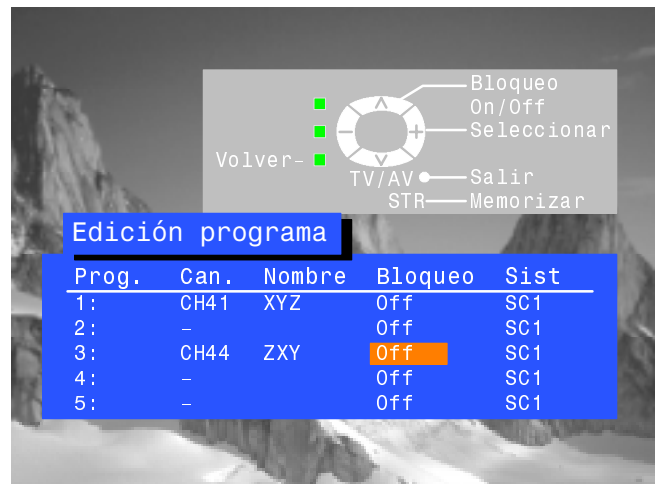 Bloqueo
On/Off
Seleccionar
Volver-
TV/AV Salir
STR Memorizar
Edición programa
Prog. Can. Nombre Bloqueo Sist
1: CH41 XYZ Off SC1
2: – Off SC1
3: CH44 ZXY Off SC1
4: – Off SC1
5: – Off SC1